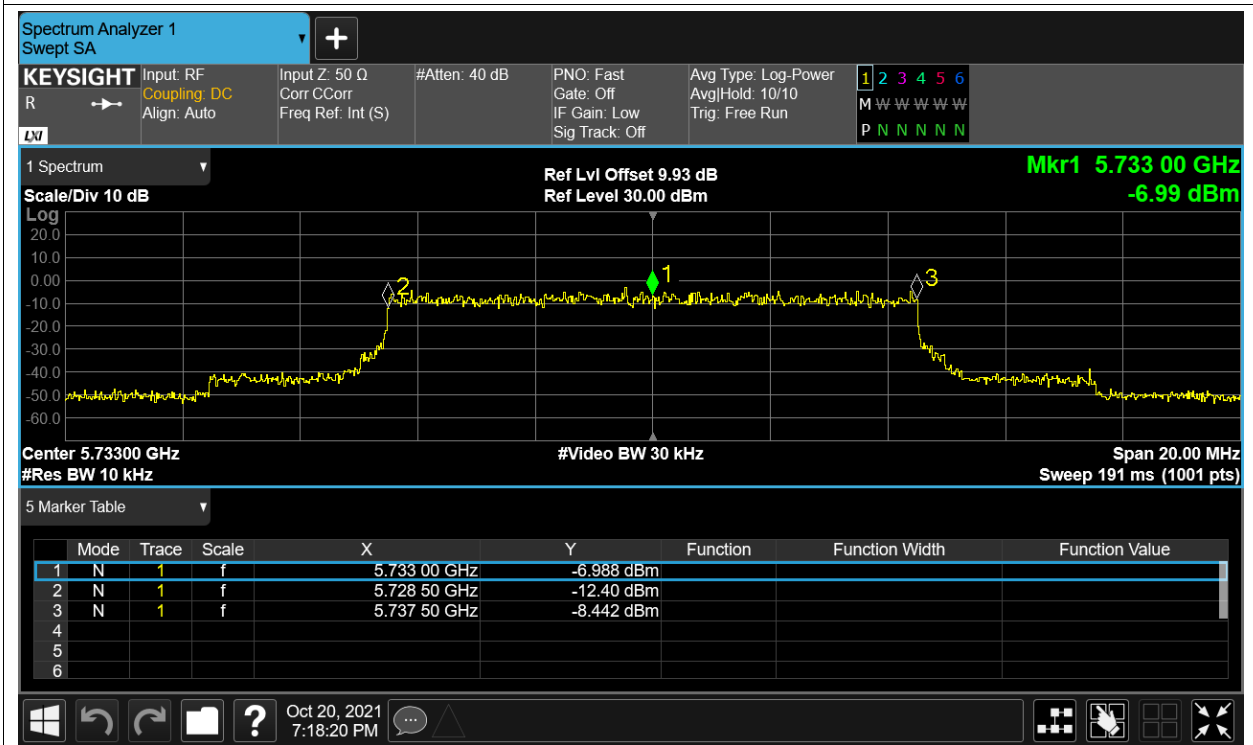 Spectrum Analyzer 1
Swept SA
KEYSIGHT Input: RF Input Z: 50 Ω #Atten: 40 dB PNO: Fast Avg Type: Log-Power 1 2 3 4 5 6
R Coupling: DC Corr CCorr Gate: Off Avg|Hold: 10/10 M W W W W W
Align: Auto Freq Ref: Int (S) IF Gain: Low Trig: Free Run
LXI Sig Track: Off P N N N N N
1 Spectrum Ref Lvl Offset 9.93 dB Mkr1 5.733 00 GHz
Scale/Div 10 dB Ref Level 30.00 dBm -6.99 dBm
Log
20.0
10.0
0.00
2 1 3
-10.0
-20.0
-30.0
-40.0
-50.0
-60.0
Center 5.73300 GHz #Video BW 30 kHz Span 20.00 MHz
#Res BW 10 kHz Sweep 191 ms (1001 pts)
5 Marker Table
Mode Trace Scale X Y Function Function Width Function Value
1 N 1 f 5.733 00 GHz -6.988 dBm
2 N 1 f 5.728 50 GHz -12.40 dBm
3 N 1 f 5.737 50 GHz -8.442 dBm
4
5
6
? Oct 20, 2021
7:18:20 PM